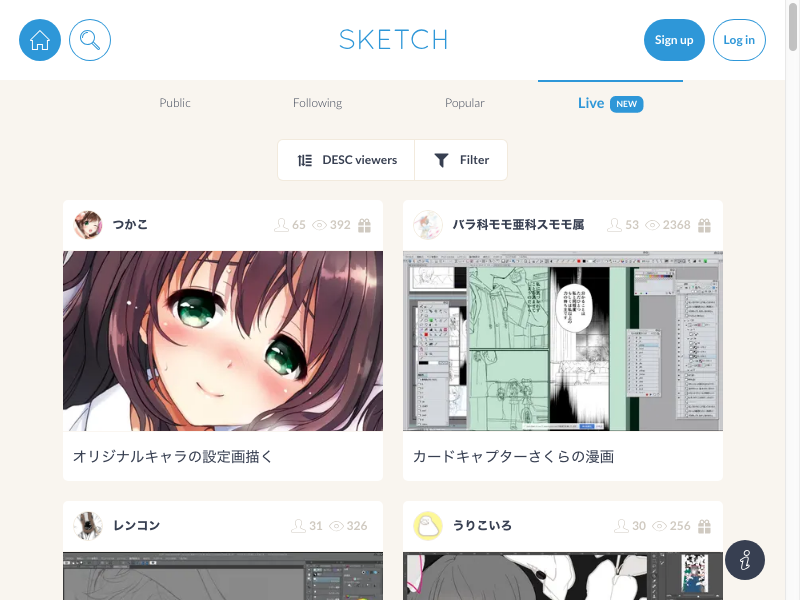 SKETCH
Sign up
Log in
Public
Following
Popular
Live NEW
DESC viewers
Filter
つかこ
65 392
バラ科モモ亜科スモモ属
53 2368
オリジナルキャラの設定画描く
カードキャプターさくらの漫画
レンコン
31 326
うりこいろ
30 256